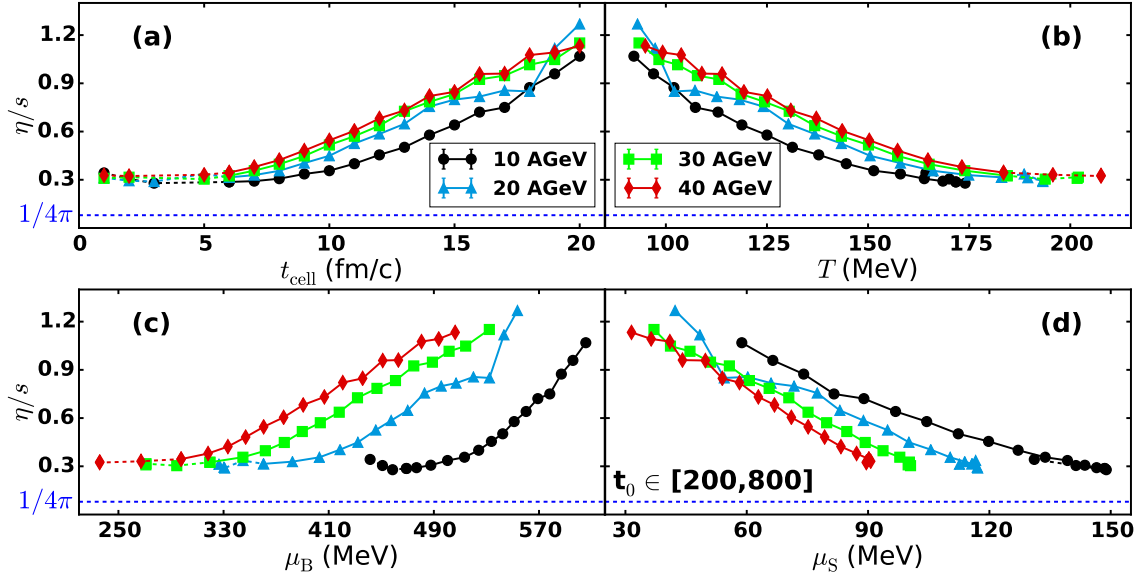 (a)
(b)
η/s
1.2
0.9
0.6
0.3
1/4π
10 AGeV
20 AGeV
30 AGeV
40 AGeV
0 5 10 15 20
100 125 150 175 200
t_cell (fm/c)
T (MeV)
(c)
(d)
η/s
1.2
0.9
0.6
0.3
1/4π
t₀ ∈ [200,800]
250 330 410 490 570
30 60 90 120 150
μ_B (MeV)
μ_S (MeV)